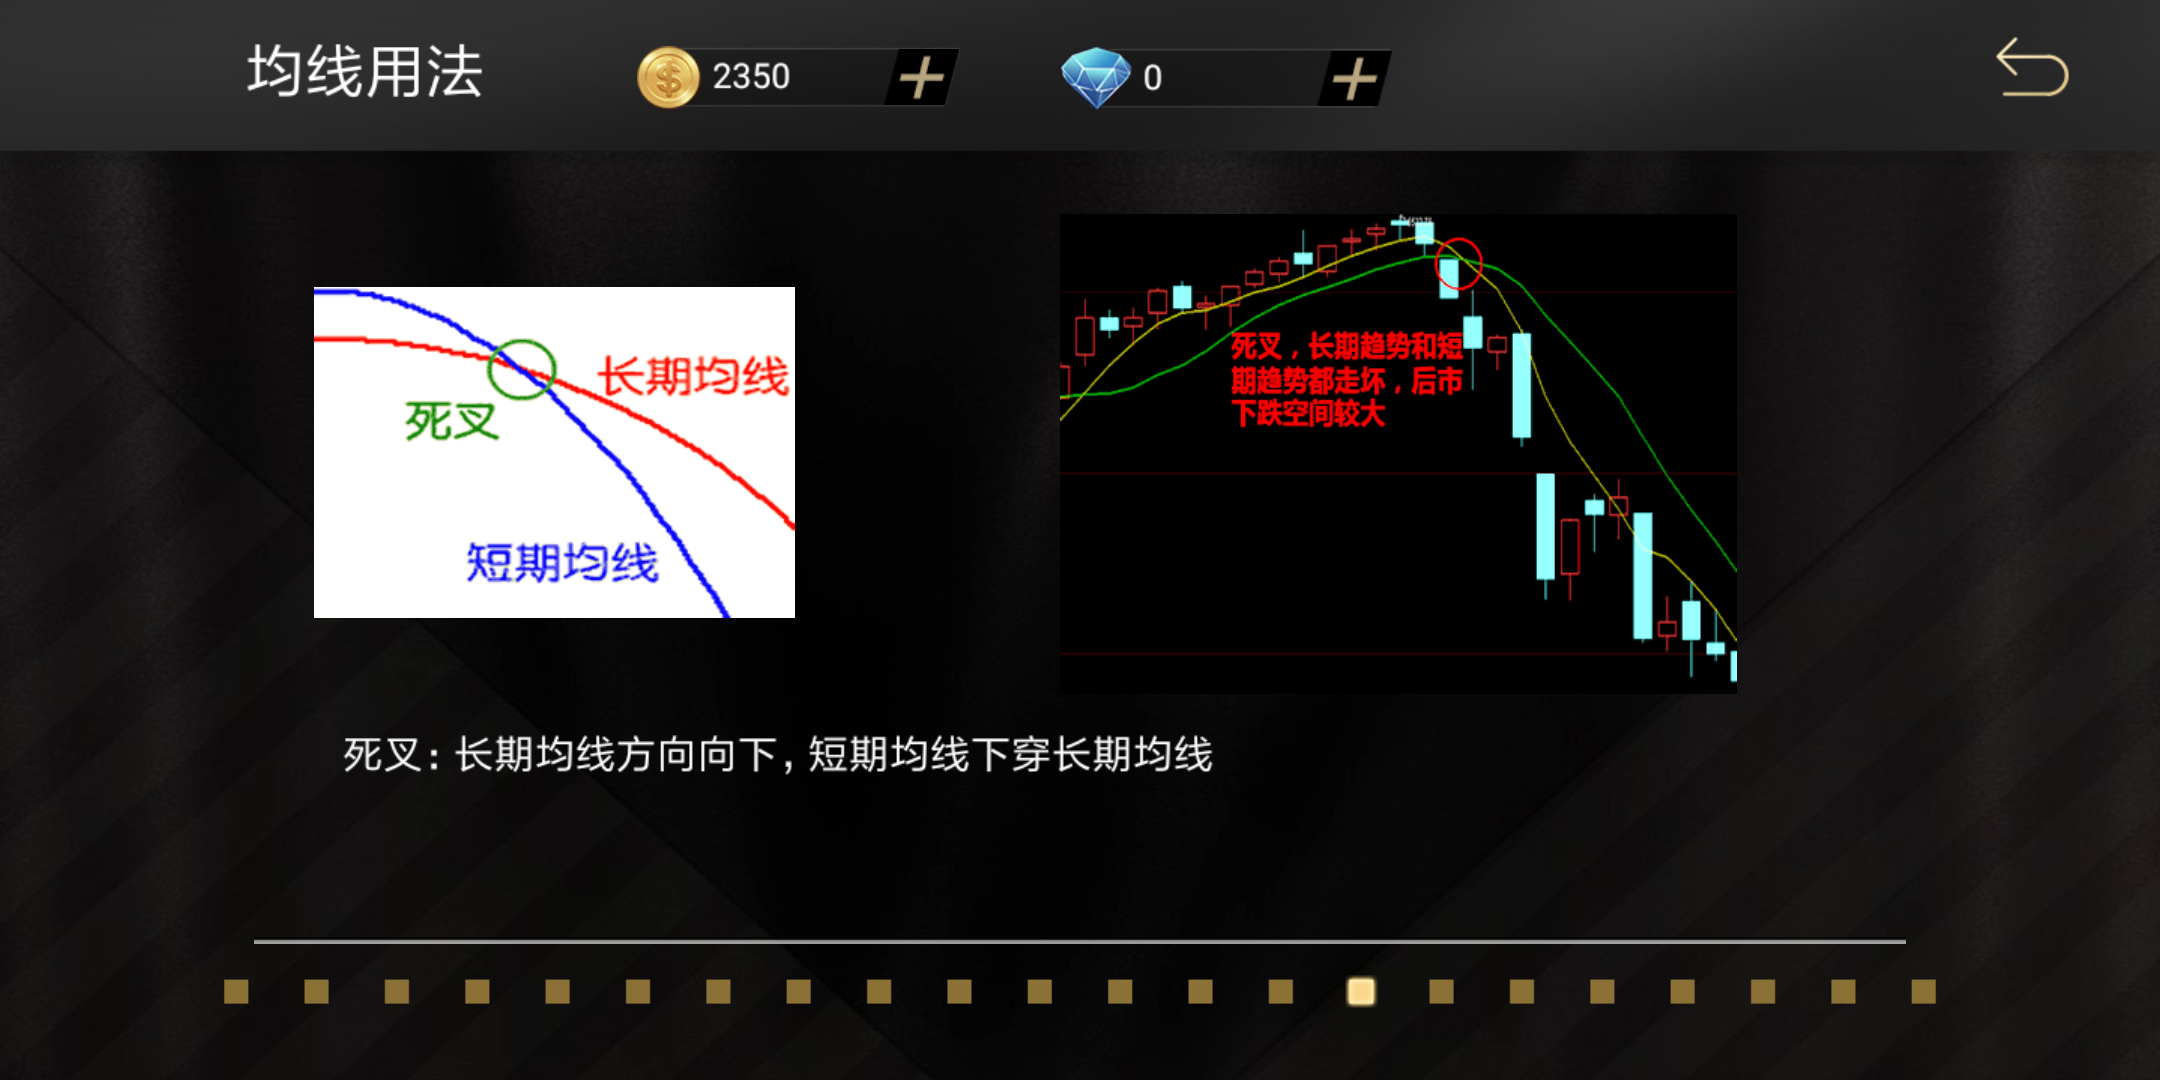 均线用法
2350
0
长期均线
死叉
短期均线
死叉，长期趋势和短
期趋势都走坏，后市
下跌空间较大
死叉：长期均线方向向下，短期均线下穿长期均线